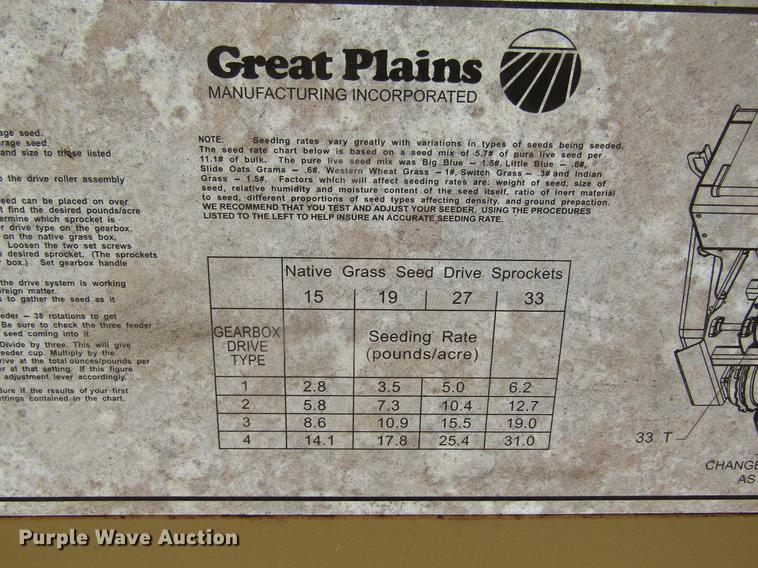 Great Plains
MANUFACTURING INCORPORATED
NOTE: Seeding rates vary greatly with variations in types of seeds being seeded.
The seed rate chart below is based on a seed mix of 5.7# of pure live seed per
11.1# of bulk. The pure live seed mix was Big Blue – 1.5#, Little Blue – .8#,
Slide Oats Grama – .6#, Western Wheat Grass – 1#, Switch Grass – .3# and Indian
Grass – 1.5#. Factors which will affect seeding rates are: weight of seed, size of
seed, relative humidity and moisture content of the seed itself, ratio of inert material
to seed, different proportions of seed types affecting density, and ground prepaction.
WE RECOMMEND THAT YOU TEST AND ADJUST YOUR SEEDER. USING THE PROCEDURES
LISTED TO THE LEFT TO HELP INSURE AN ACCURATE SEEDING RATE.
age seed.
rage seed.
and size to those listed
o the drive roller assembly
eed can be placed on over
t find the desired pounds/acre
ermine which sprocket is
r drive type on the gearbox.
on the native grass box,
Loosen the two set screws
e desired sprocket. (The sprockets
r box.) Set gearbox handle
the drive system is working
oreign matter.
s to gather the seed as it
eeder – 38 rotations to get
Be sure to check the three feeder
seed coming into it.
Divide by three. This will give
eeder cup. Multiply by the
rive at the total ounces/pounds per
er at that setting. If this figure
adjustment lever accordingly.
Sure if the results of your first
ettings contained in the chart.
Native Grass Seed Drive Sprockets
15 19 27 33
GEARBOX DRIVE TYPE
Seeding Rate
(pounds/acre)
1 2.8 3.5 5.0 6.2
2 5.8 7.3 10.4 12.7
3 8.6 10.9 15.5 19.0
4 14.1 17.8 25.4 31.0
33 T
CHANGE
AS
Purple Wave Auction